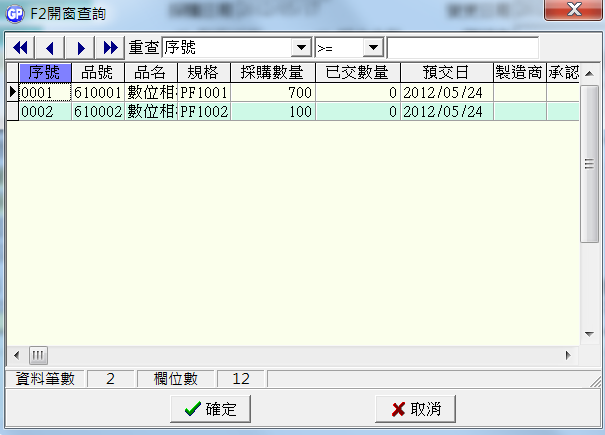 GP F2開窗查詢
重查 序號 >=
序號 品號 品名 規格 採購數量 已交數量 預交日 製造商 承認
0001 610001 數位相 PF1001 700 0 2012/05/24
0002 610002 數位相 PF1002 100 0 2012/05/24
資料筆數 2 欄位數 12
確定 取消